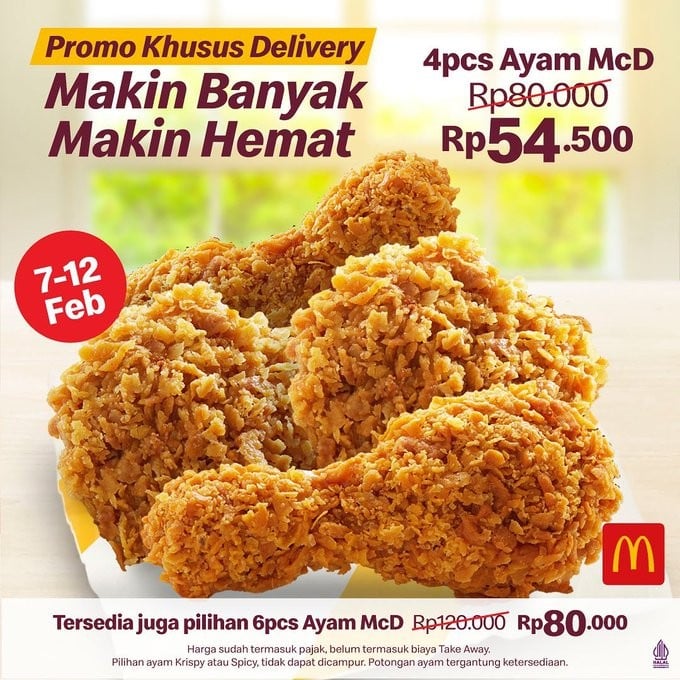 Promo Khusus Delivery
Makin Banyak
Makin Hemat
4pcs Ayam McD
Rp80.000
Rp54.500
7-12
Feb
Tersedia juga pilihan 6pcs Ayam McD Rp120.000 Rp80.000
Harga sudah termasuk pajak, belum termasuk biaya Take Away.
Pilihan ayam Krispy atau Spicy, tidak dapat dicampur. Potongan ayam tergantung ketersediaan.
HALAL